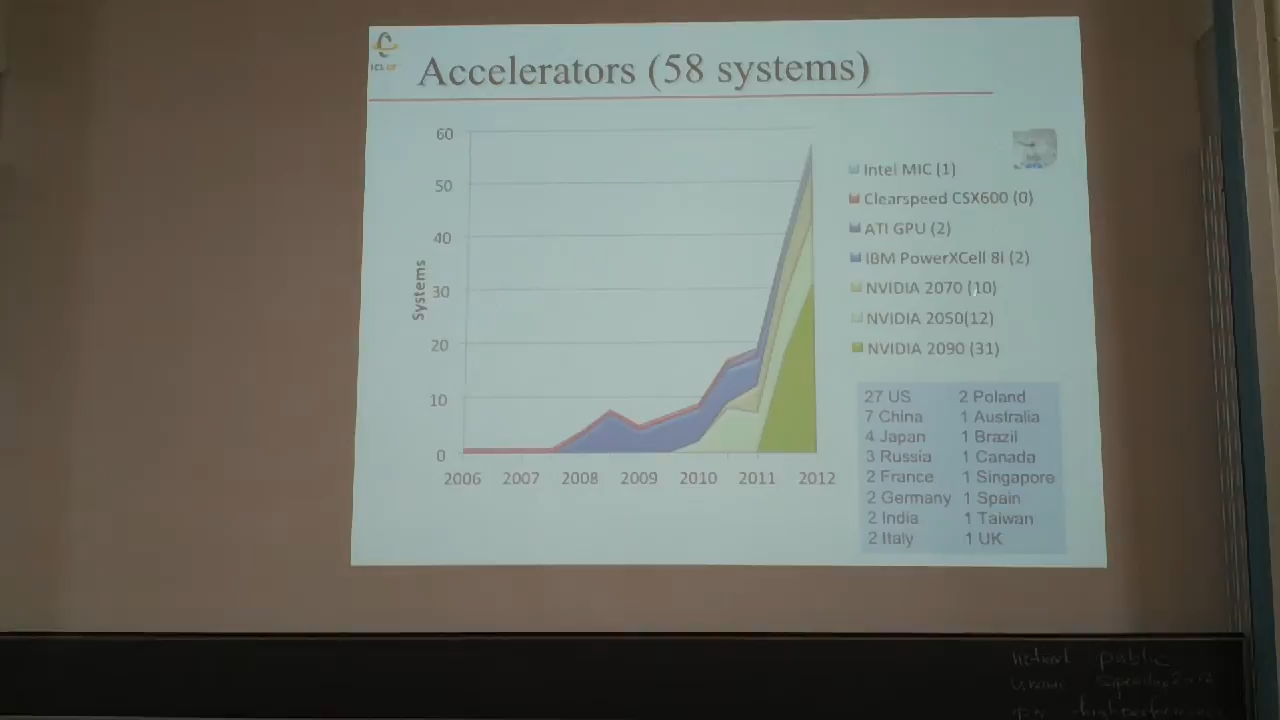 ICL UT
Accelerators (58 systems)
60
50
40
30
20
10
0
Systems
2006 2007 2008 2009 2010 2011 2012
Intel MIC (1)
Clearspeed CSX600 (0)
ATI GPU (2)
IBM PowerXCell 8i (2)
NVIDIA 2070 (10)
NVIDIA 2050(12)
NVIDIA 2090 (31)
27 US 2 Poland
7 China 1 Australia
4 Japan 1 Brazil
3 Russia 1 Canada
2 France 1 Singapore
2 Germany 1 Spain
2 India 1 Taiwan
2 Italy 1 UK
public